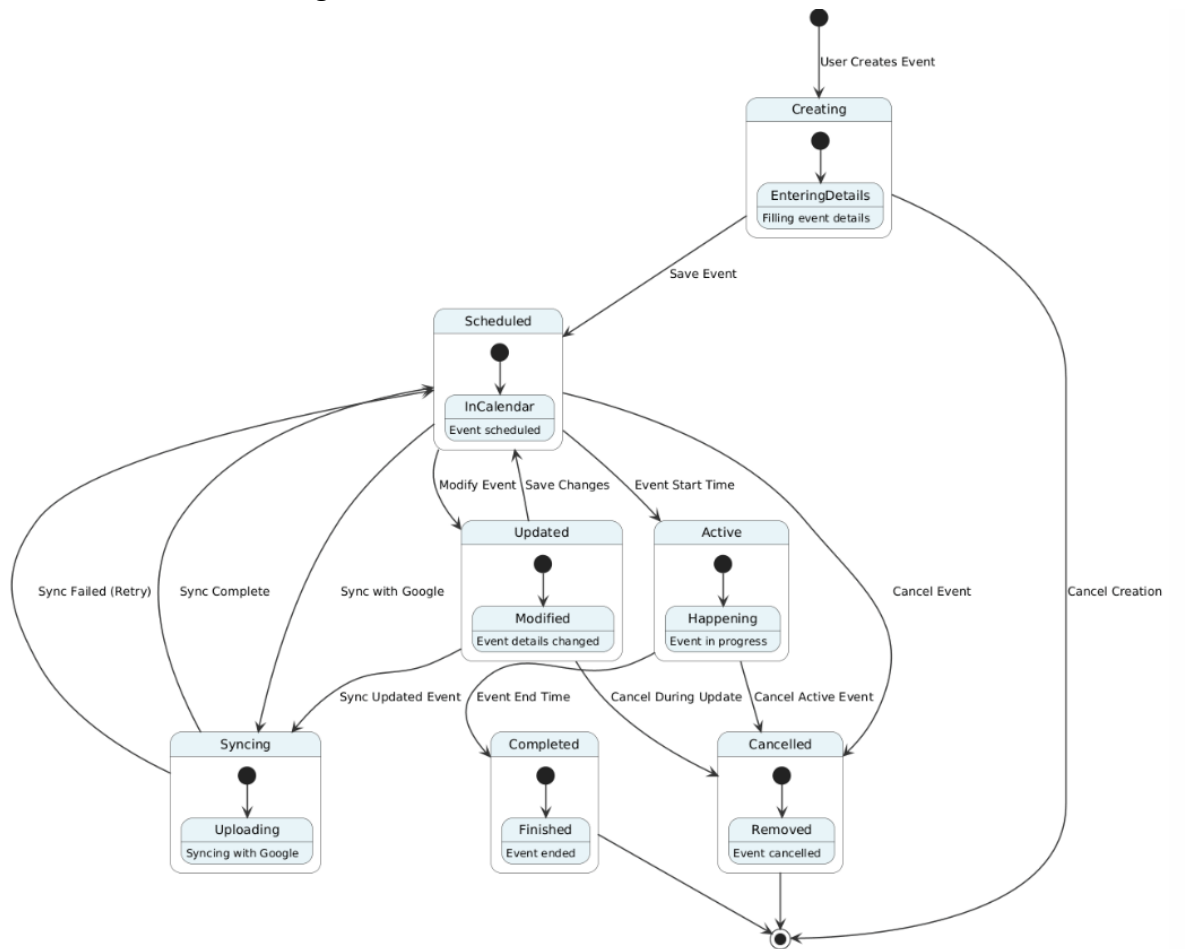 User Creates Event
Creating
EnteringDetails
Filling event details
Save Event
Scheduled
InCalendar
Event scheduled
Modify Event
Save Changes
Event Start Time
Updated
Active
Sync Failed (Retry)
Sync Complete
Sync with Google
Cancel Event
Cancel Creation
Modified
Event details changed
Happening
Event in progress
Sync Updated Event
Event End Time
Cancel During Update
Cancel Active Event
Syncing
Completed
Cancelled
Uploading
Syncing with Google
Finished
Event ended
Removed
Event cancelled